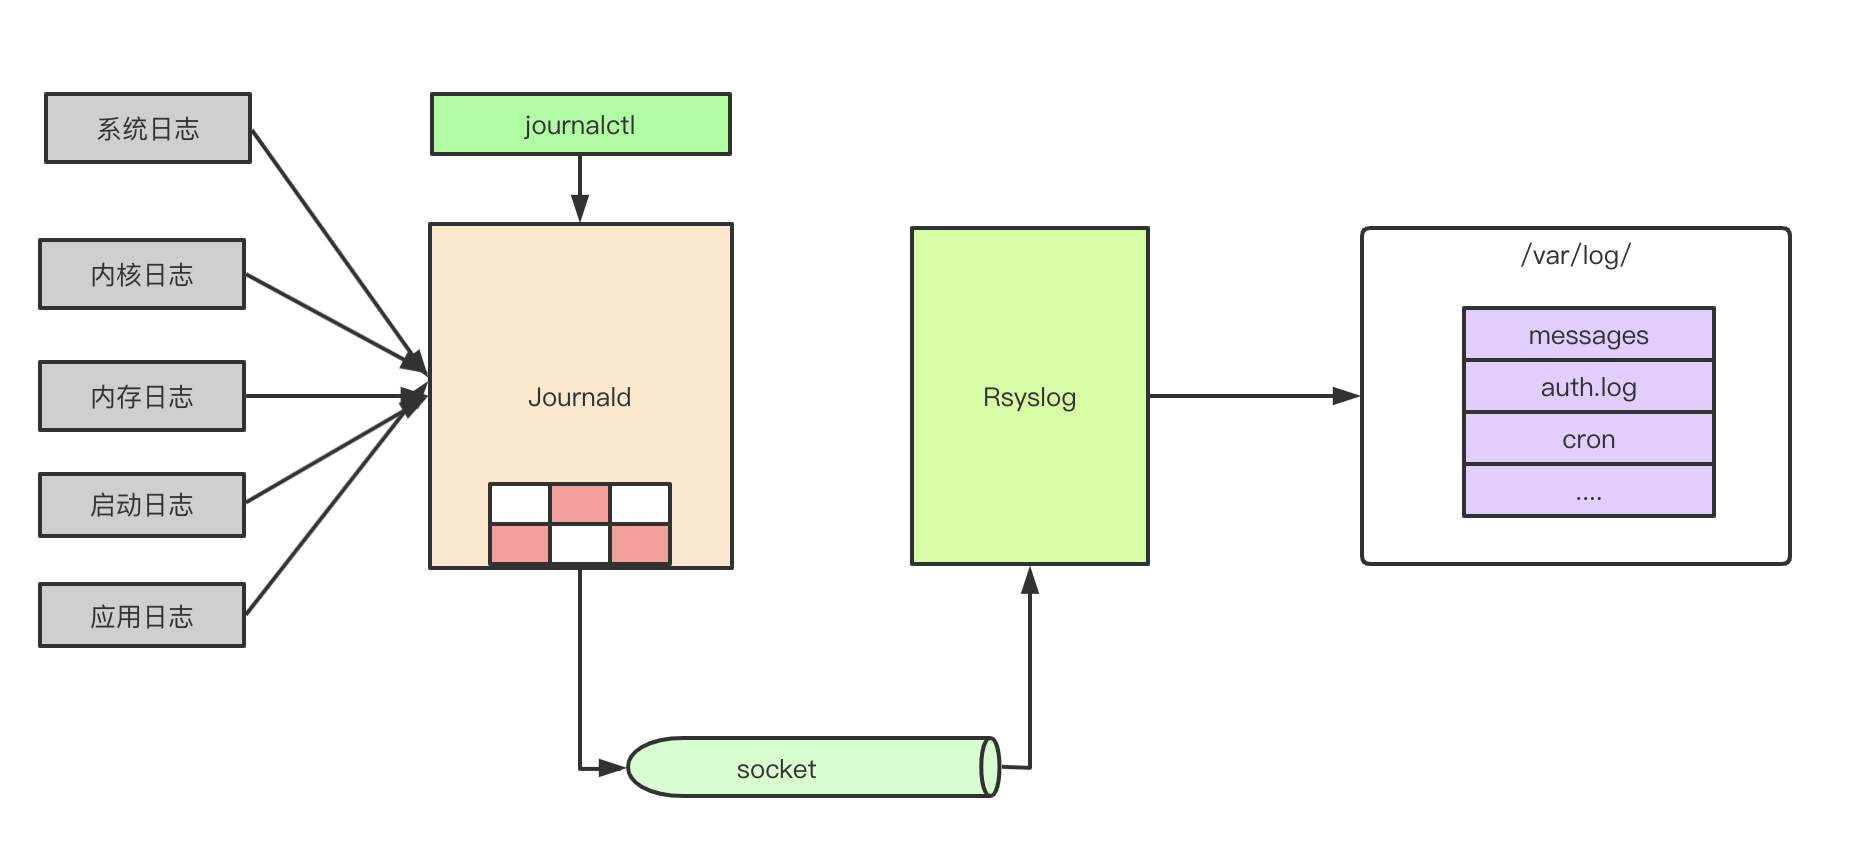 系统日志
内核日志
内存日志
启动日志
应用日志
journalctl
Journald
socket
Rsyslog
/var/log/
messages
auth.log
cron
....